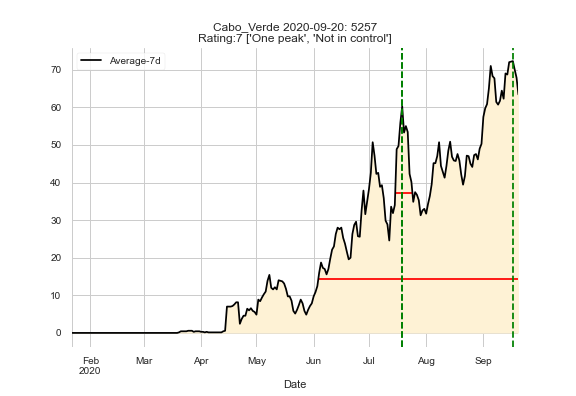 Cabo_Verde 2020-09-20: 5257
Rating:7 ['One peak', 'Not in control']
Average-7d
70
60
50
40
30
20
10
0
Feb Mar Apr May Jun Jul Aug Sep
2020
Date